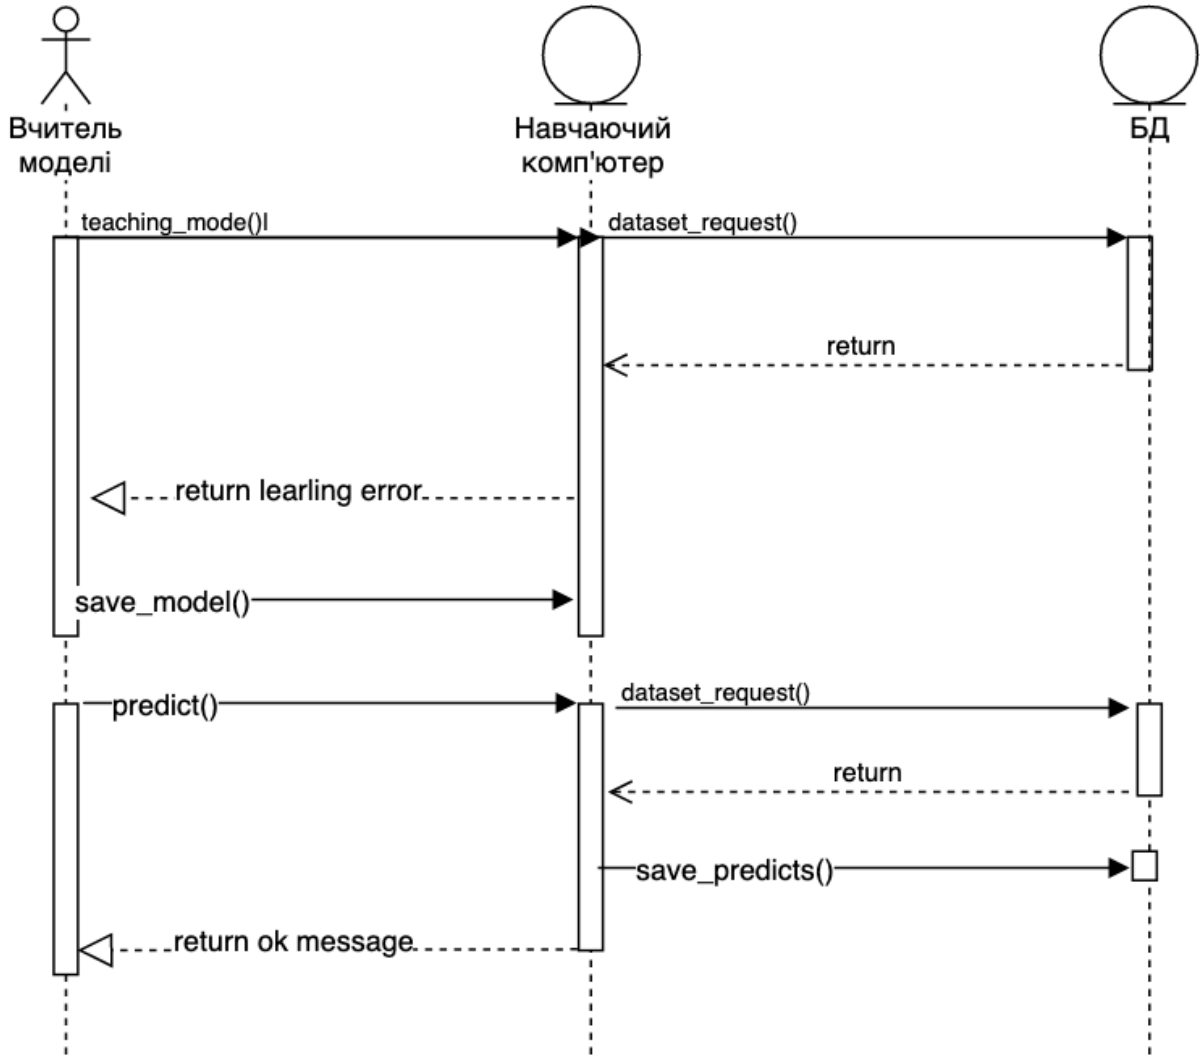 Вчитель
моделі
Навчаючий
комп'ютер
БД
teaching_mode()l
dataset_request()
return
return learling error
save_model()
predict()
dataset_request()
return
save_predicts()
return ok message